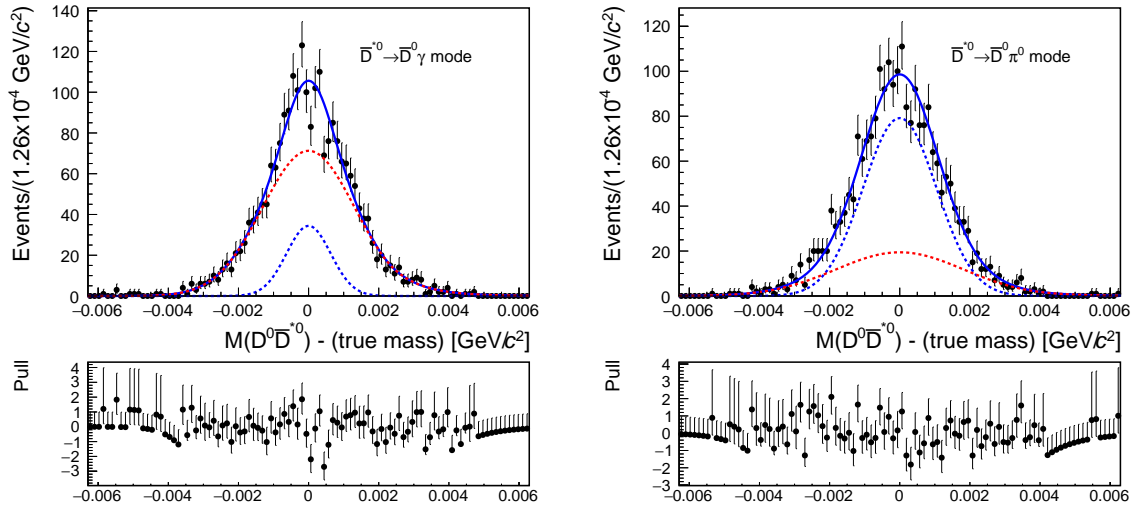 Events/(1.26x10⁻⁴ GeV/c²)
140
120
100
80
60
40
20
0
D̅*⁰→D̅⁰γ mode
−0.006 −0.004 −0.002 0 0.002 0.004 0.006
M(D⁰D̅*⁰) - (true mass) [GeV/c²]
Pull
4
3
2
1
0
−1
−2
−3
−0.006 −0.004 −0.002 0 0.002 0.004 0.006
Events/(1.26x10⁻⁴ GeV/c²)
120
100
80
60
40
20
0
D̅*⁰→D̅⁰π⁰ mode
−0.006 −0.004 −0.002 0 0.002 0.004 0.006
M(D⁰D̅*⁰) - (true mass) [GeV/c²]
Pull
4
3
2
1
0
−1
−2
−3
−0.006 −0.004 −0.002 0 0.002 0.004 0.006